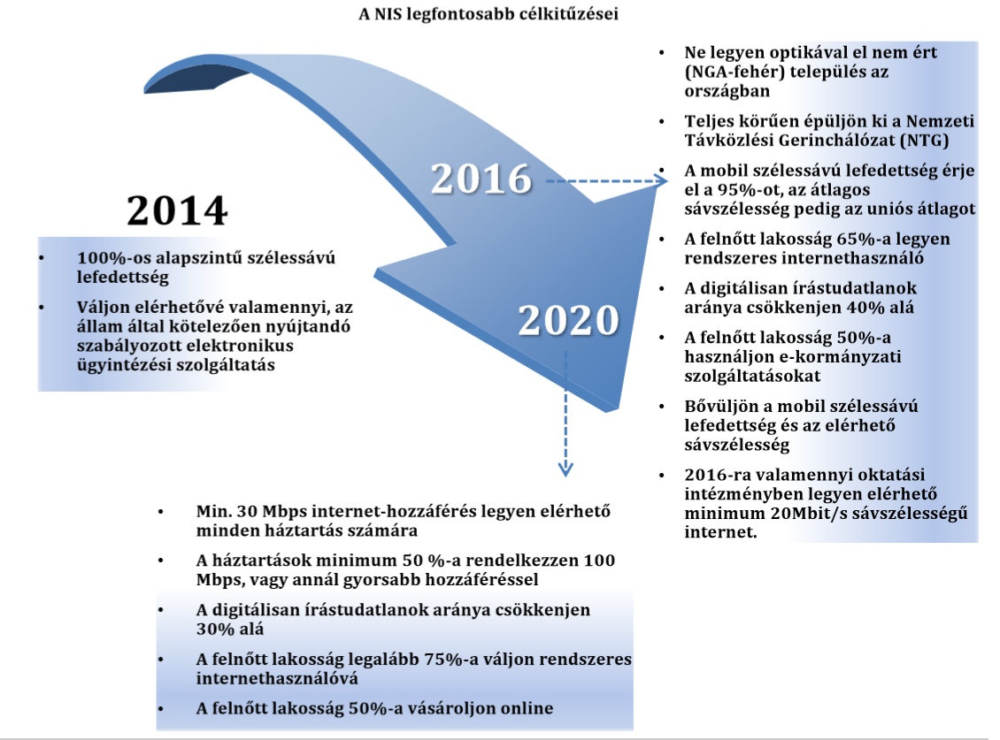 A NIS legfontosabb célkitűzései
2014
• 100%-os alapszintű szélessávú
lefedettség
• Váljon elérhetővé valamennyi, az
állam által kötelezően nyújtandó
szabályozott elektronikus
ügyintézési szolgáltatás
2016
• Ne legyen optikával el nem ért
(NGA-fehér) település az
országban
• Teljes körűen épüljön ki a Nemzeti
Távközlési Gerinchálózat (NTG)
• A mobil szélessávú lefedettség érje
el a 95%-ot, az átlagos
sávszélesség pedig az uniós átlagot
• A felnőtt lakosság 65%-a legyen
rendszeres internethasználó
• A digitálisan írástudatlanok
aránya csökkenjen 40% alá
• A felnőtt lakosság 50%-a
használjon e-kormányzati
szolgáltatásokat
• Bővüljön a mobil szélessávú
lefedettség és az elérhető
sávszélesség
• 2016-ra valamennyi oktatási
intézményben legyen elérhető
minimum 20Mbit/s sávszélességű
internet.
2020
• Min. 30 Mbps internet-hozzáférés legyen elérhető
minden háztartás számára
• A háztartások minimum 50 %-a rendelkezzen 100
Mbps, vagy annál gyorsabb hozzáféréssel
• A digitálisan írástudatlanok aránya csökkenjen
30% alá
• A felnőtt lakosság legalább 75%-a váljon rendszeres
internethasználóvá
• A felnőtt lakosság 50%-a vásároljon online